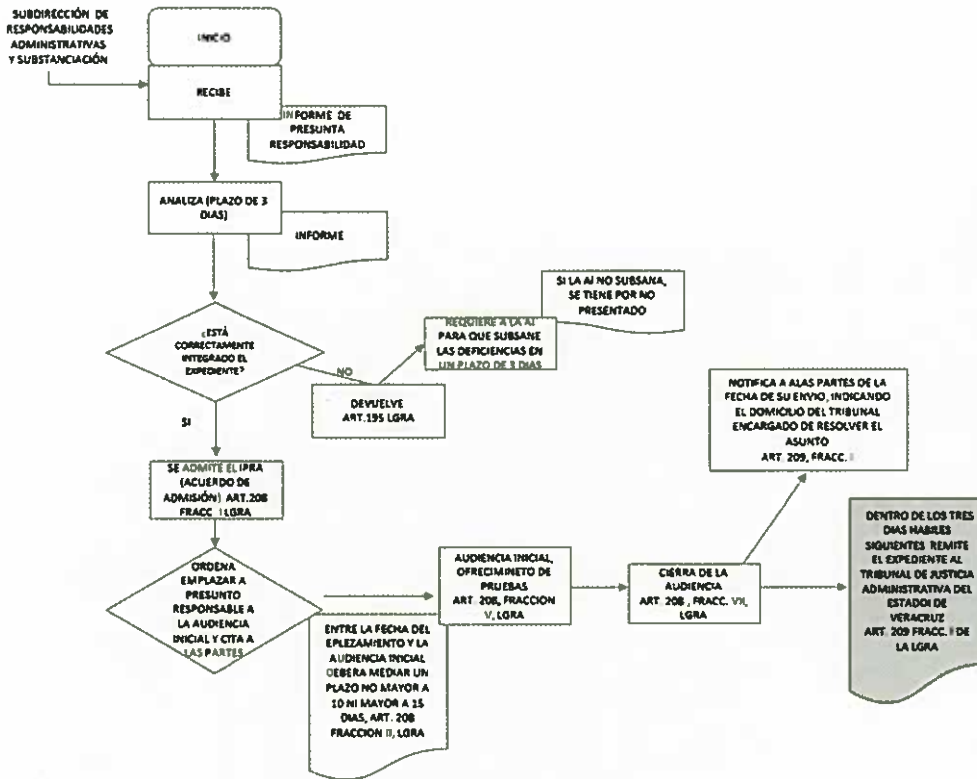 SUBDIRECCIÓN DE
RESPONSABILIDADES
ADMINISTRATIVAS
Y SUBSTANCIACIÓN
INICIO
RECIBE
INFORME DE
PRESUNTA
RESPONSABILIDAD
ANALIZA (PLAZO DE 3
DIAS)
INFORME
¿ESTÁ
CORRECTAMENTE
INTEGRADO EL
EXPEDIENTE?
NO
SI
DEVUELVE
ART.195 LGRA
REQUIERE A LA AI
PARA QUE SUBSANE
LAS DEFICIENCIAS EN
UN PLAZO DE 3 DIAS
SI LA AI NO SUBSANA,
SE TIENE POR NO
PRESENTADO
SE ADMITE EL IPRA
(ACUERDO DE
ADMISIÓN) ART.208
FRACC I LGRA
ORDENA
EMPLAZAR A
PRESUNTO
RESPONSABLE A
LA AUDIENCIA
INICIAL Y CITA A
LAS PARTES
ENTRE LA FECHA DEL
EPLEZAMIENTO Y LA
AUDIENCIA INICIAL
DEBERA MEDIAR UN
PLAZO NO MAYOR A
10 NI MAYOR A 15
DIAS, ART. 208
FRACCION II, LGRA
AUDIENCIA INICIAL,
OFRECIMINETO DE
PRUEBAS
ART. 208, FRACCION
V, LGRA
CIERRA DE LA
AUDIENCIA
ART. 208 , FRACC. VII,
LGRA
NOTIFICA A ALAS PARTES DE LA
FECHA DE SU ENVIO, INDICANDO
EL DOMICILIO DEL TRIBUNAL
ENCARGADO DE RESOLVER EL
ASUNTO
ART. 209, FRACC.
DENTRO DE LOS TRES
DIAS HABILES
SIGUIENTES REMITE
EL EXPEDIENTE AL
TRIBUNAL DE JUSTICIA
ADMINISTRATIVA DEL
ESTADOI DE
VERACRUZ
ART. 209 FRACC. I DE
LA LGRA